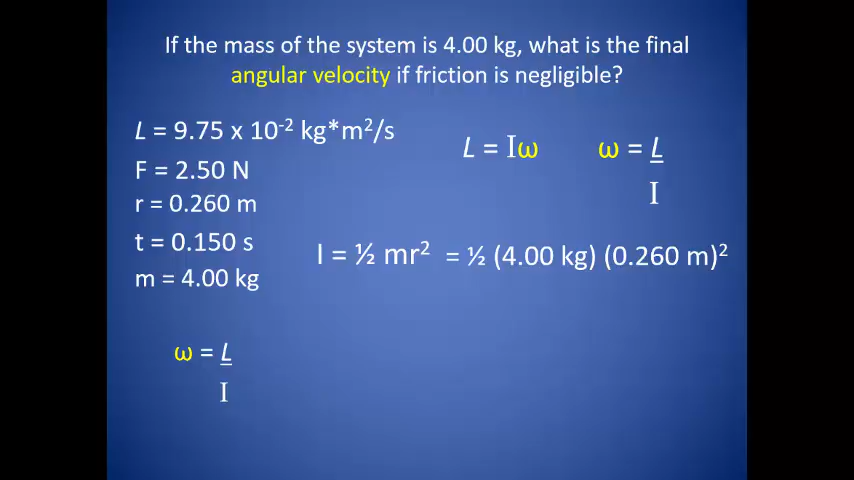 If the mass of the system is 4.00 kg, what is the final
angular velocity if friction is negligible?
L = 9.75 x 10⁻² kg*m²/s
F = 2.50 N
r = 0.260 m
t = 0.150 s
m = 4.00 kg
L = Iω
ω = L
I
I = ½ mr² = ½ (4.00 kg) (0.260 m)²
ω = L
I